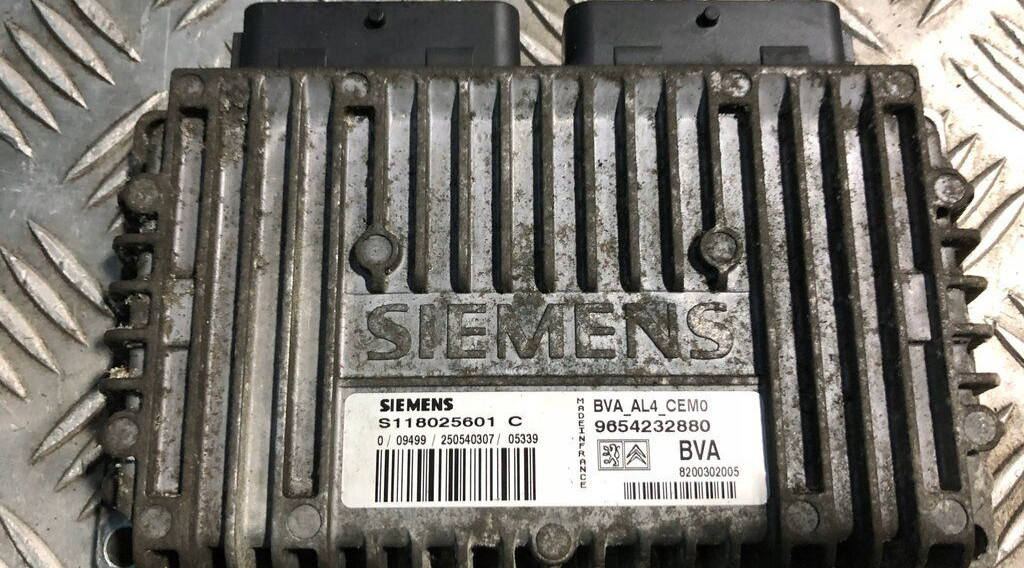 SIEMENS
SIEMENS
S118025601 C
0 / 09499 / 250540307 / 05339
MADE IN FRANCE
BVA_AL4_CEM0
9654232880
BVA
8200302005